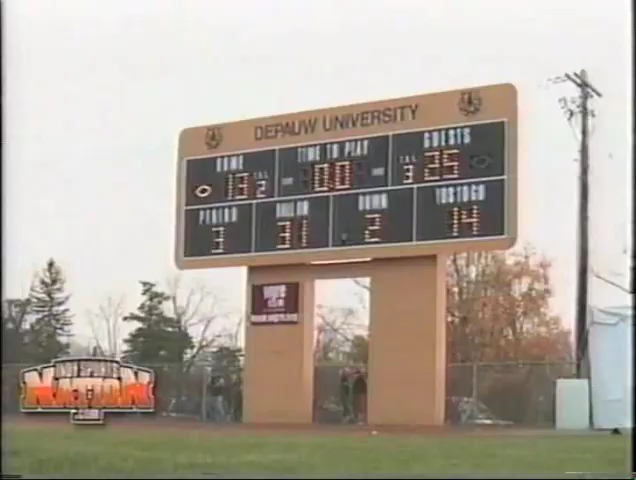 DEPAUW UNIVERSITY
HOME TIME TO PLAY GUESTS
13 T.O.L. 2 00 T.O.L. 3 25
PERIOD BALL ON DOWN YDS TO GO
3 31 2 14
NATION